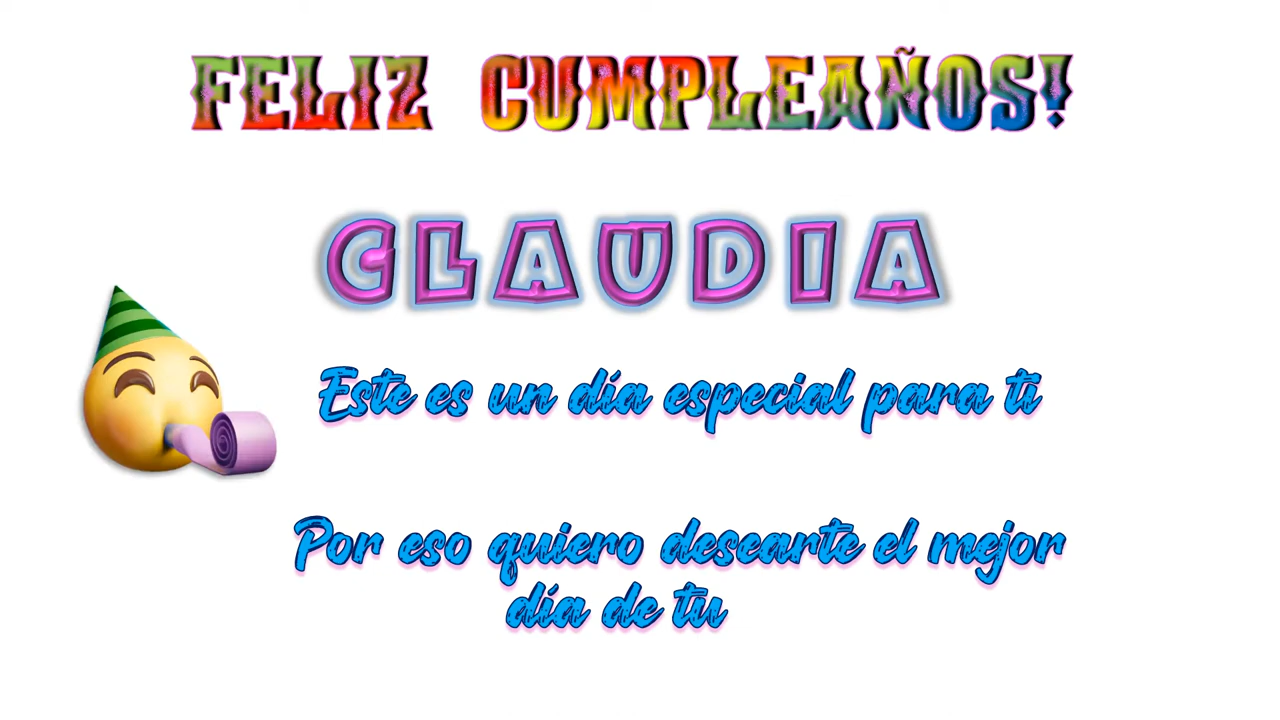 FELIZ CUMPLEAÑOS!
CLAUDIA
Este es un día especial para ti
Por eso quiero desearte el mejor
día de tu